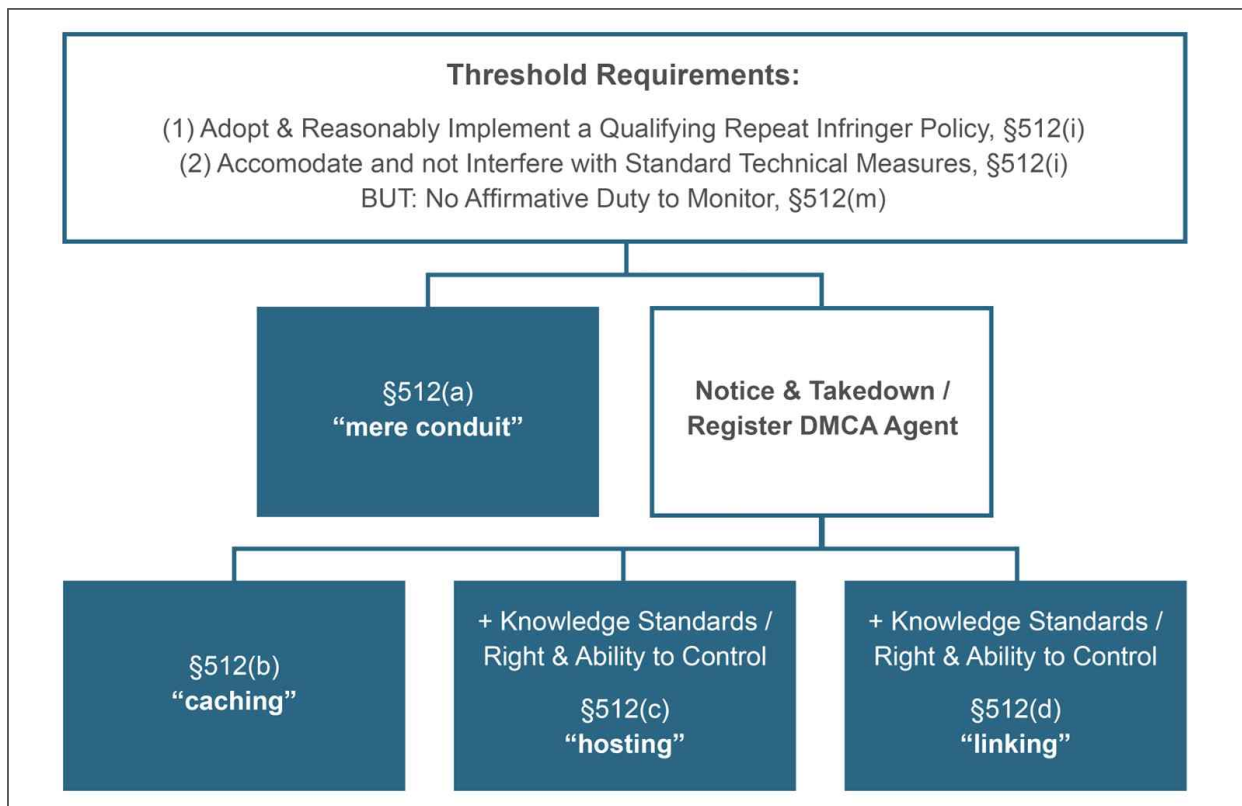 Threshold Requirements:
(1) Adopt & Reasonably Implement a Qualifying Repeat Infringer Policy, §512(i)
(2) Accomodate and not Interfere with Standard Technical Measures, §512(i)
BUT: No Affirmative Duty to Monitor, §512(m)
§512(a)
“mere conduit”
Notice & Takedown /
Register DMCA Agent
§512(b)
“caching”
+ Knowledge Standards /
Right & Ability to Control
§512(c)
“hosting”
+ Knowledge Standards /
Right & Ability to Control
§512(d)
“linking”